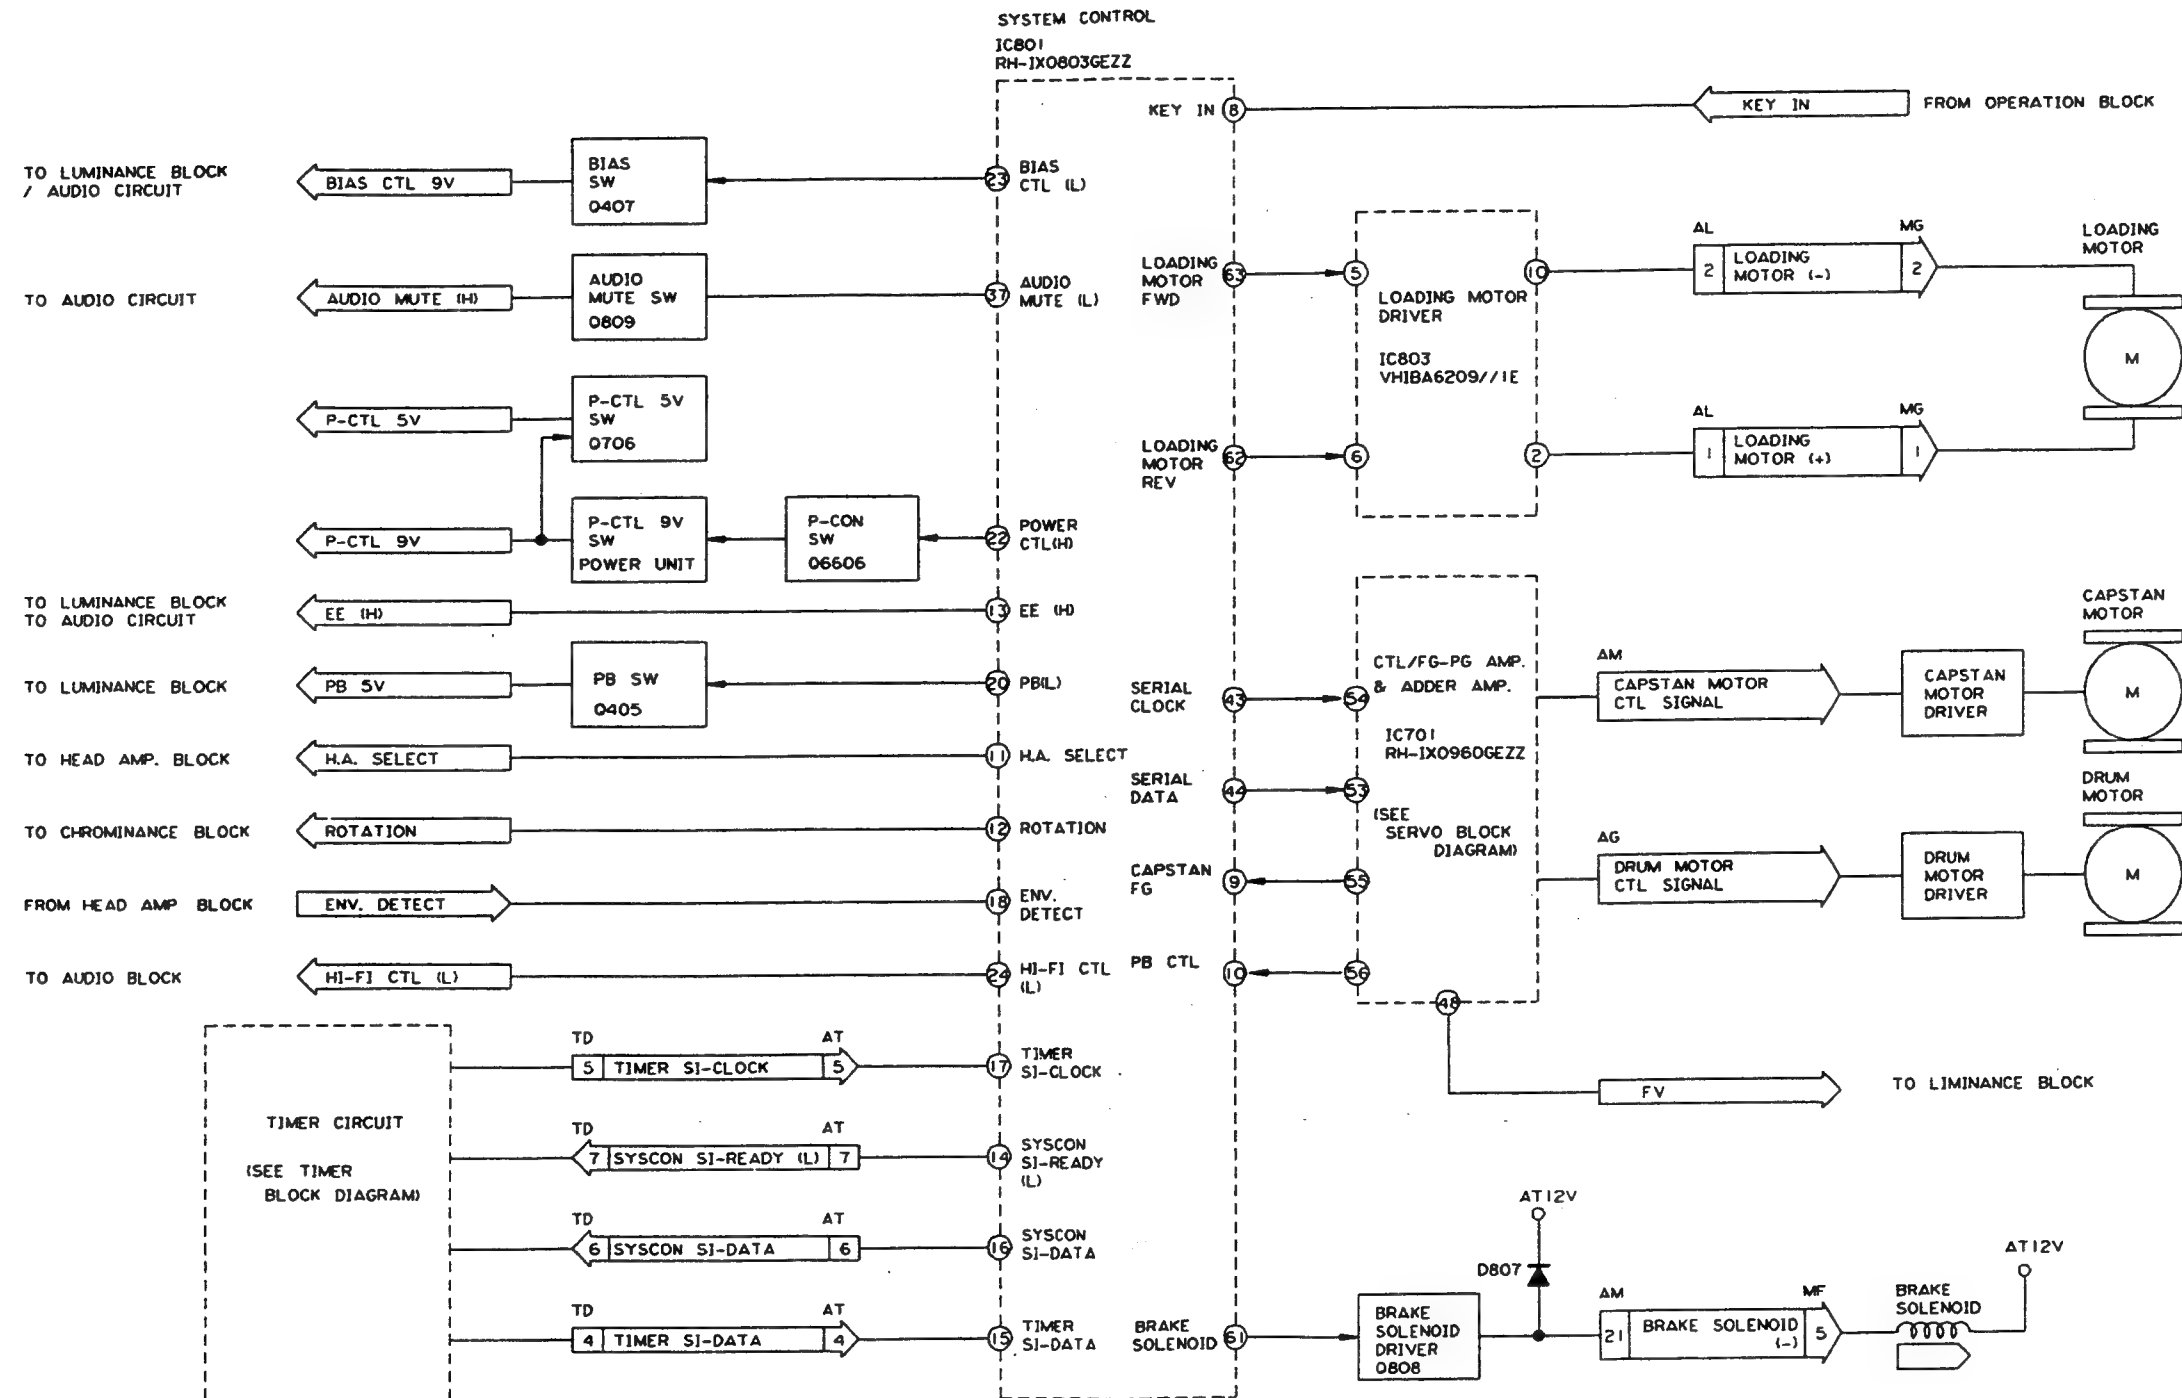 SYSTEM CONTROL
IC801
RH-IX0803GEZZ
KEY IN 8
KEY IN
FROM OPERATION BLOCK
TO LUMINANCE BLOCK
/ AUDIO CIRCUIT
BIAS CTL 9V
BIAS
SW
Q407
23
BIAS
CTL (L)
TO AUDIO CIRCUIT
AUDIO MUTE (H)
AUDIO
MUTE SW
Q809
37
AUDIO
MUTE (L)
P-CTL 5V
P-CTL 5V
SW
Q706
P-CTL 9V
P-CTL 9V
SW
POWER UNIT
P-CON
SW
Q6606
22
POWER
CTL(H)
TO LUMINANCE BLOCK
TO AUDIO CIRCUIT
EE (H)
13
EE (H)
TO LUMINANCE BLOCK
PB 5V
PB SW
Q405
20
PB(L)
TO HEAD AMP. BLOCK
H.A. SELECT
11
H.A. SELECT
TO CHROMINANCE BLOCK
ROTATION
12
ROTATION
FROM HEAD AMP BLOCK
ENV. DETECT
18
ENV.
DETECT
TO AUDIO BLOCK
HI-FI CTL (L)
24
HI-FI CTL
(L)
TIMER CIRCUIT
(SEE TIMER
BLOCK DIAGRAM)
TD AT
5 TIMER SI-CLOCK 5
17
TIMER
SI-CLOCK
TD AT
7 SYSCON SI-READY (L) 7
14
SYSCON
SI-READY
(L)
TD AT
6 SYSCON SI-DATA 6
16
SYSCON
SI-DATA
TD AT
4 TIMER SI-DATA 4
15
TIMER
SI-DATA
LOADING
MOTOR
FWD
63
5
LOADING MOTOR
DRIVER
IC803
VHIBA6209//1E
10
AL MG
2 LOADING
MOTOR (-) 2
LOADING
MOTOR
M
LOADING
MOTOR
REV
62
6
2
AL MG
1 LOADING
MOTOR (+) 1
SERIAL
CLOCK
43
54
CTL/FG-PG AMP.
& ADDER AMP.
IC701
RH-IX0960GEZZ
(SEE
SERVO BLOCK
DIAGRAM)
SERIAL
DATA
44
53
CAPSTAN
FG
9
55
PB CTL
10
56
48
AM
CAPSTAN MOTOR
CTL SIGNAL
CAPSTAN
MOTOR
DRIVER
CAPSTAN
MOTOR
M
AG
DRUM MOTOR
CTL SIGNAL
DRUM
MOTOR
DRIVER
DRUM
MOTOR
M
FV
TO LIMINANCE BLOCK
BRAKE
SOLENOID
61
BRAKE
SOLENOID
DRIVER
Q808
D807
AT12V
AM MF
21 BRAKE SOLENOID
(-) 5
BRAKE
SOLENOID
AT12V